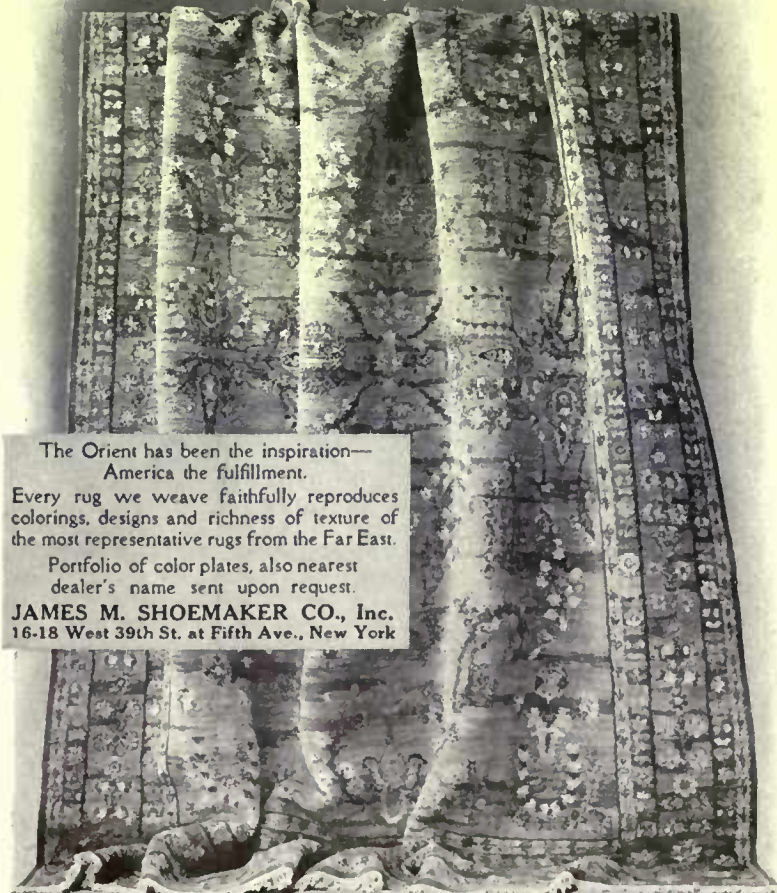 The Orient has been the inspiration—
America the fulfillment.
Every rug we weave faithfully reproduces
colorings, designs and richness of texture of
the most representative rugs from the Far East.
Portfolio of color plates, also nearest
dealer's name sent upon request.
JAMES M. SHOEMAKER CO., Inc.
16-18 West 39th St. at Fifth Ave., New York